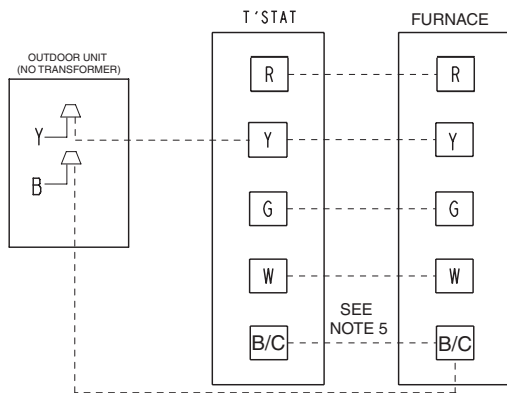 T'STAT
FURNACE
OUTDOOR UNIT
(NO TRANSFORMER)
R
R
Y
Y
Y
B
G
G
W
W
SEE
NOTE 5
B/C
B/C